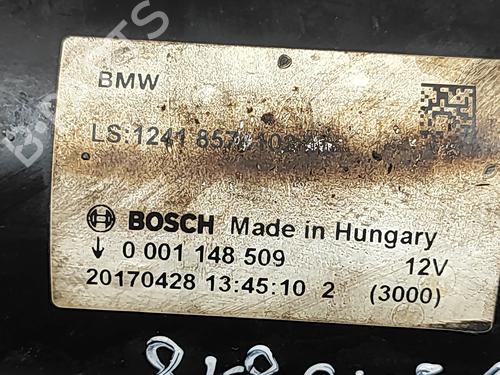 BMW
LS:1241
BOSCH Made in Hungary
0 001 148 509 12V
20170428 13:45:10 2 (3000)